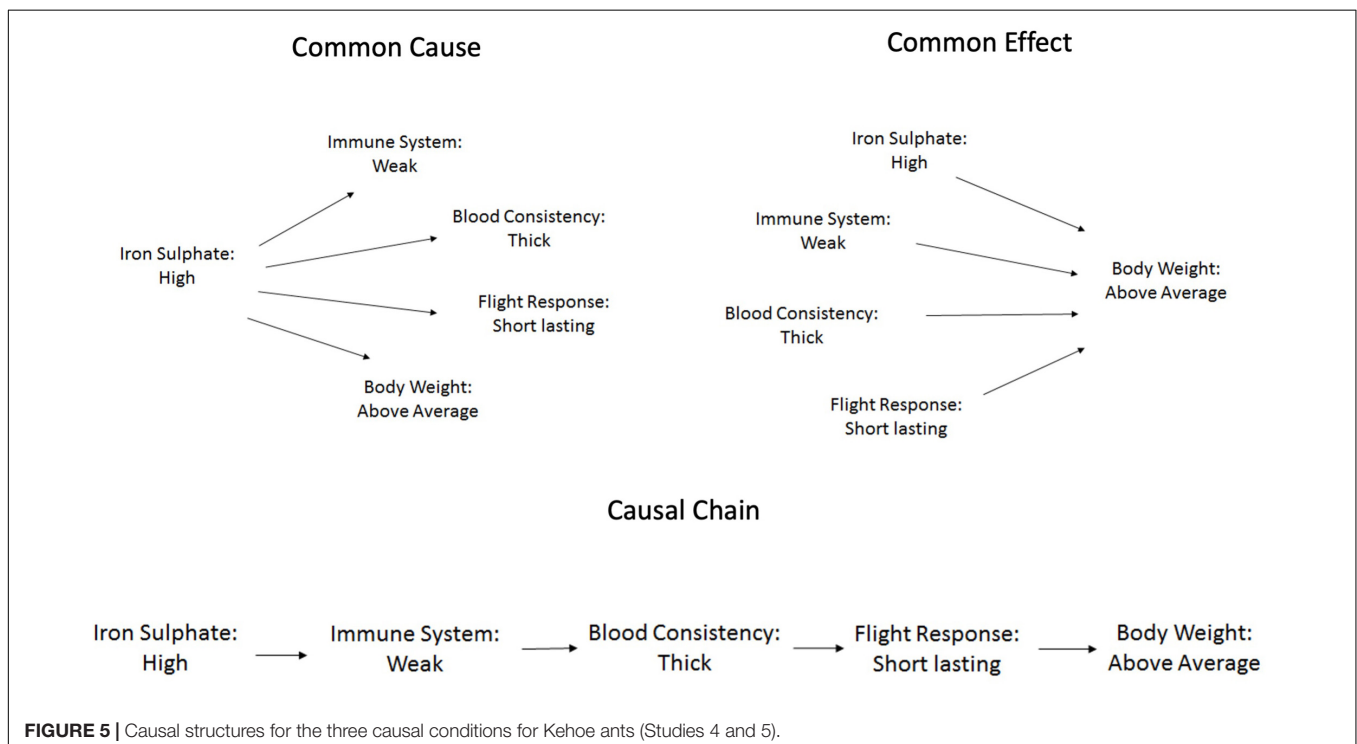 Common Cause
Immune System:
Weak
Blood Consistency:
Thick
Iron Sulphate:
High
Flight Response:
Short lasting
Body Weight:
Above Average
Common Effect
Iron Sulphate:
High
Immune System:
Weak
Body Weight:
Above Average
Blood Consistency:
Thick
Flight Response:
Short lasting
Causal Chain
Iron Sulphate:
High
Immune System:
Weak
Blood Consistency:
Thick
Flight Response:
Short lasting
Body Weight:
Above Average
FIGURE 5 | Causal structures for the three causal conditions for Kehoe ants (Studies 4 and 5).